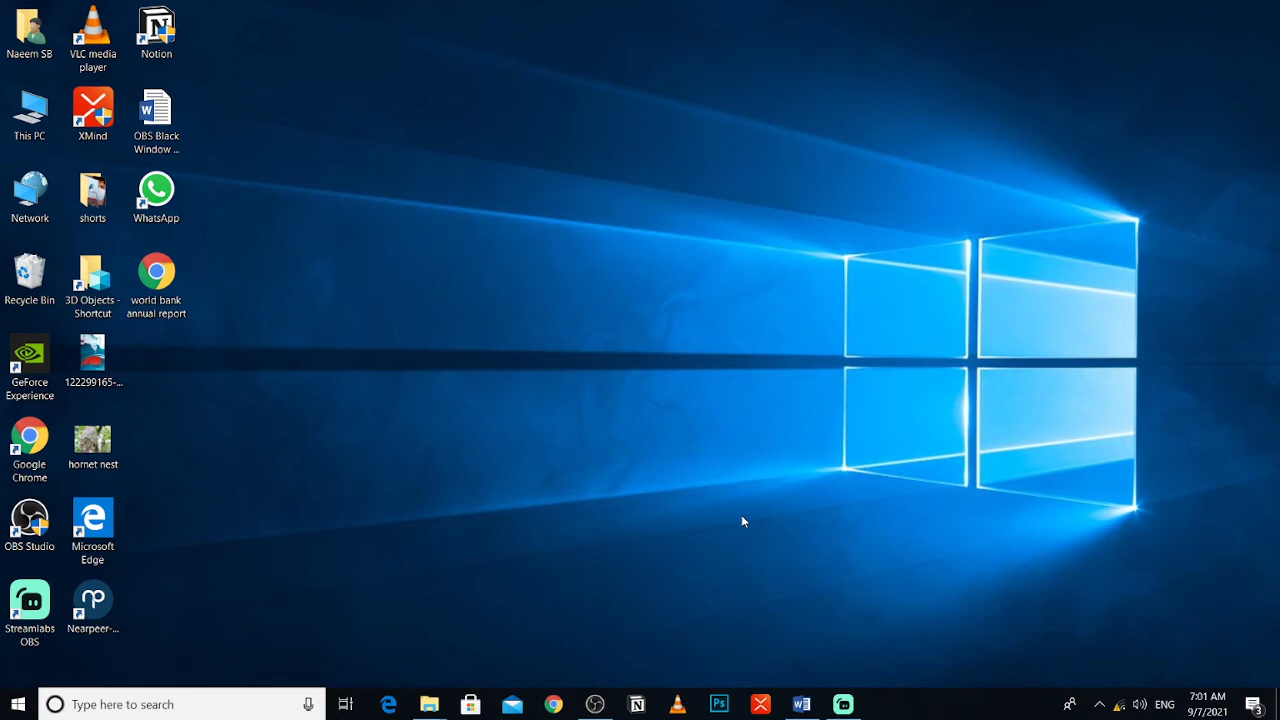 Naeem SB
VLC media
player
Notion
This PC
XMind
OBS Black
Window ...
Network
shorts
WhatsApp
Recycle Bin
3D Objects -
Shortcut
world bank
annual report
GeForce
Experience
122299165-...
Google
Chrome
hornet nest
OBS Studio
Microsoft
Edge
Streamlabs
OBS
Nearpeer-...
Type here to search
Ps
ENG
7:01 AM
9/7/2021
3